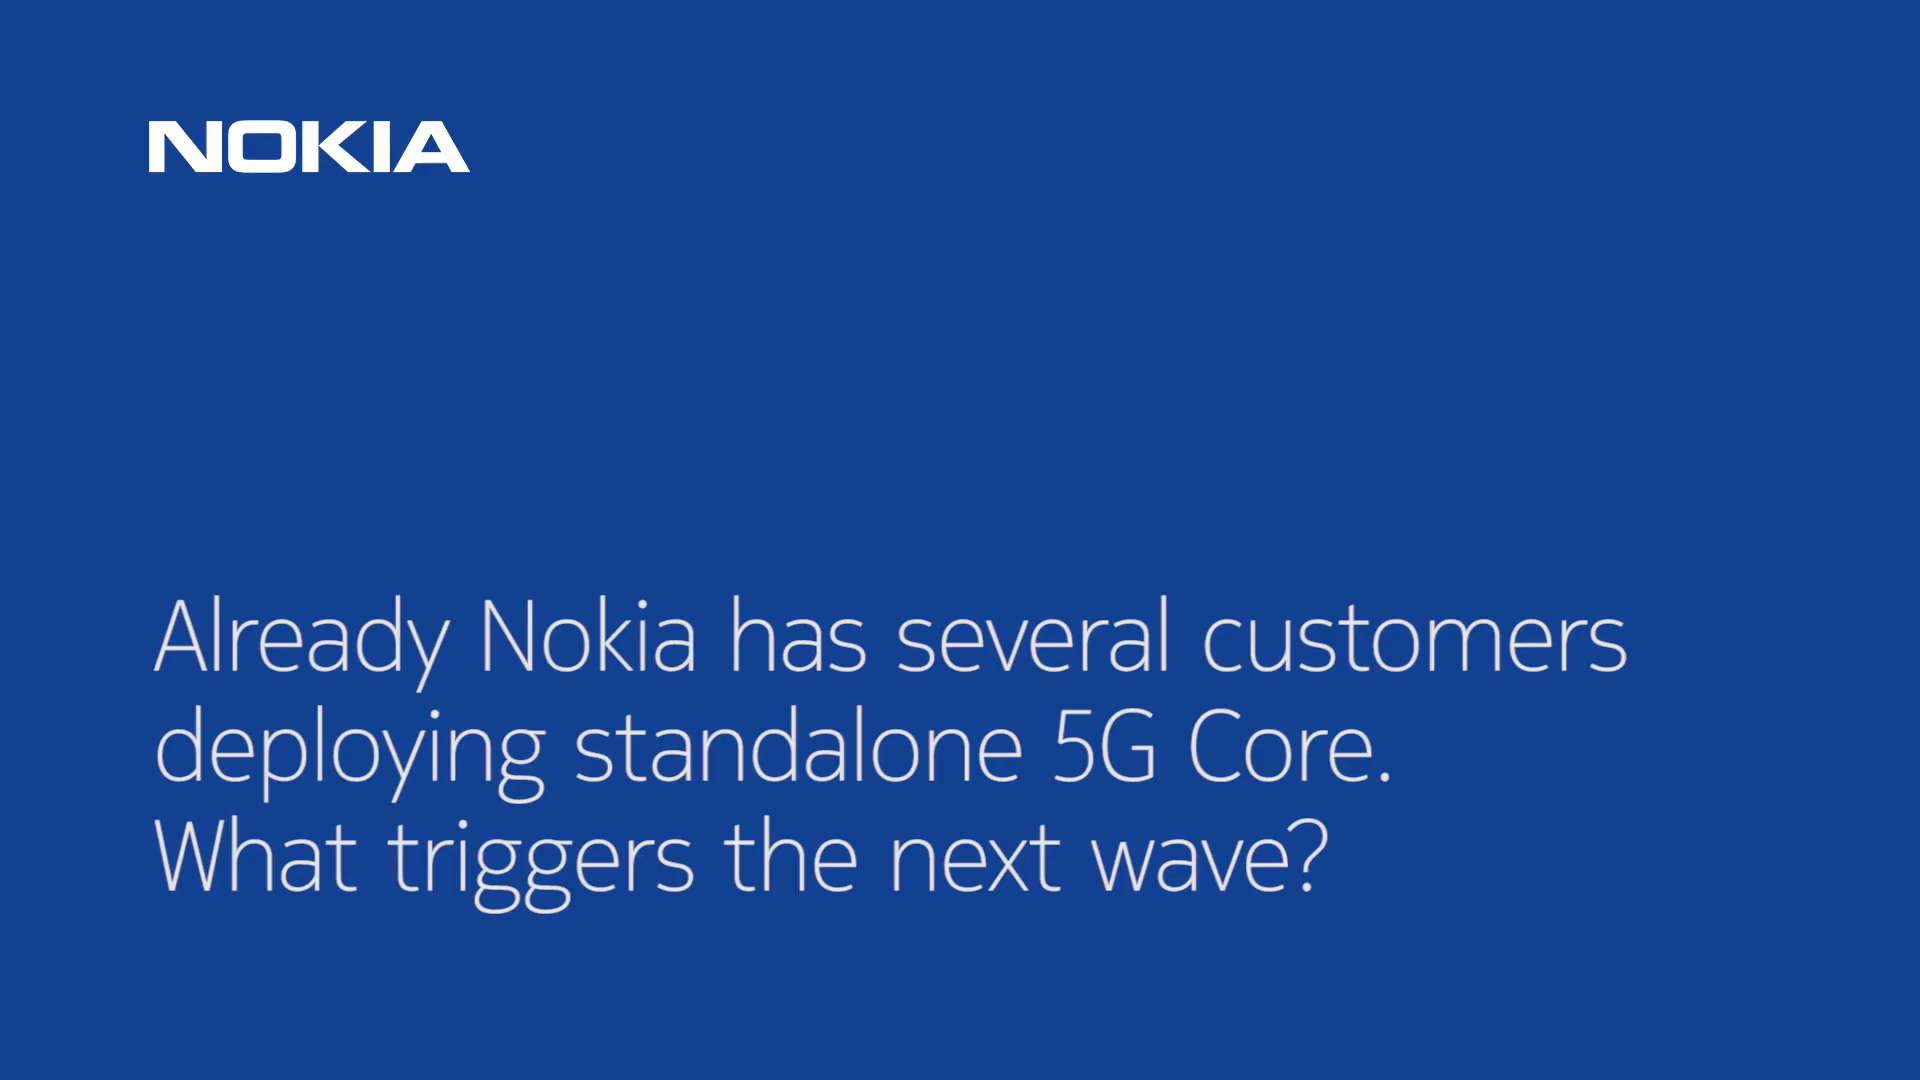 NOKIA
Already Nokia has several customers
deploying standalone 5G Core.
What triggers the next wave?